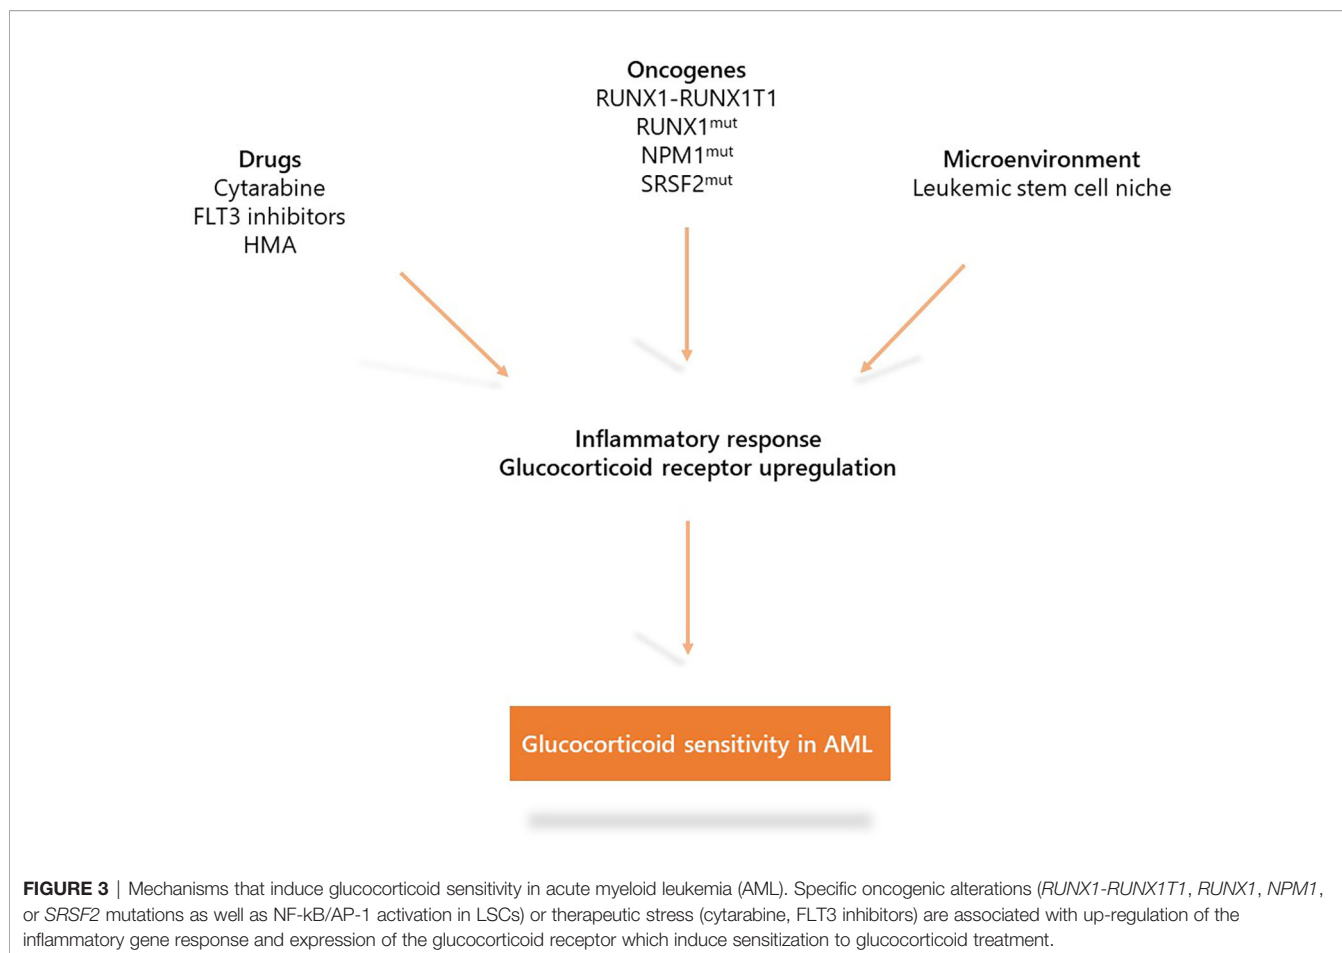 Oncogenes
RUNX1-RUNX1T1
RUNX1mut
NPM1mut
SRSF2mut
Drugs
Cytarabine
FLT3 inhibitors
HMA
Microenvironment
Leukemic stem cell niche
Inflammatory response
Glucocorticoid receptor upregulation
Glucocorticoid sensitivity in AML
FIGURE 3 | Mechanisms that induce glucocorticoid sensitivity in acute myeloid leukemia (AML). Specific oncogenic alterations (RUNX1-RUNX1T1, RUNX1, NPM1,
or SRSF2 mutations as well as NF-kB/AP-1 activation in LSCs) or therapeutic stress (cytarabine, FLT3 inhibitors) are associated with up-regulation of the
inflammatory gene response and expression of the glucocorticoid receptor which induce sensitization to glucocorticoid treatment.